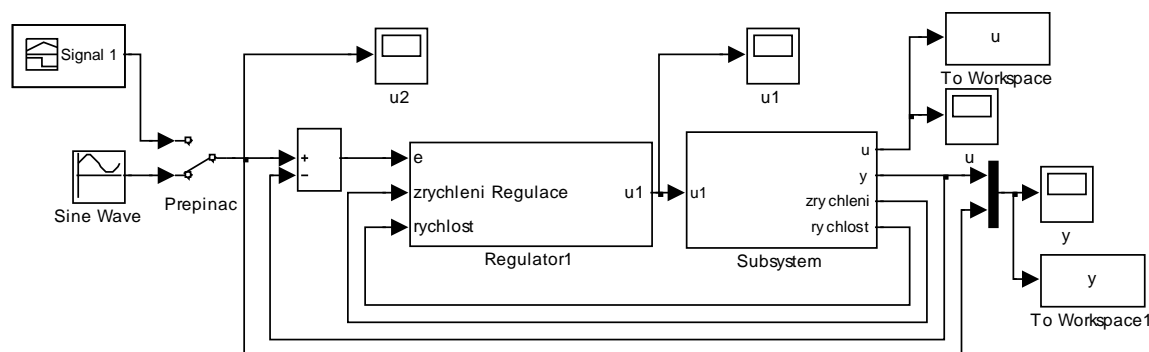 Signal 1
Sine Wave
Prepinac
u2
+
−
e
zrychleni Regulace
rychlost
u1
Regulator1
u1
u1
u
y
zrychleni
rychlost
Subsystem
u
To Workspace
u
y
y
To Workspace1